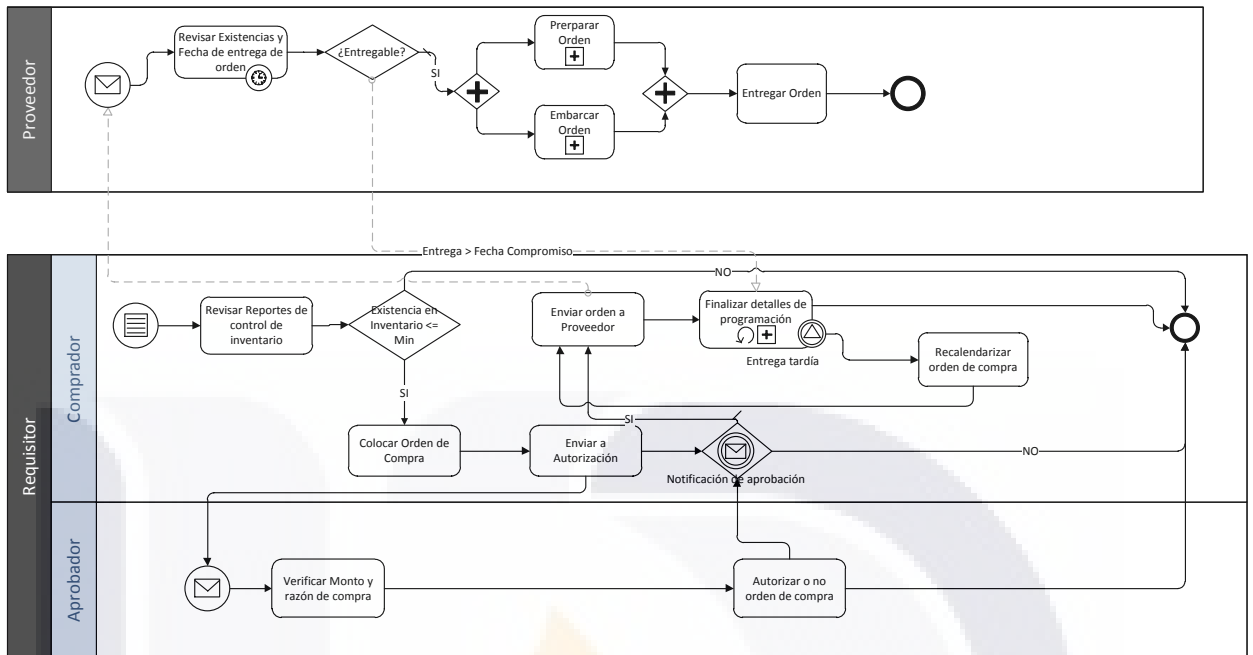 Proveedor
Revisar Existencias y
Fecha de entrega de
orden
¿Entregable?
SI
Prerparar
Orden
Embarcar
Orden
Entregar Orden
Entrega > Fecha Compromiso
Requisitor
Comprador
Revisar Reportes de
control de
inventario
Existencia en
Inventario <=
Min
NO
SI
Enviar orden a
Proveedor
Finalizar detalles de
programación
Entrega tardía
Recalendarizar
orden de compra
Colocar Orden de
Compra
Enviar a
Autorización
SI
Notificación de aprobación
NO
Aprobador
Verificar Monto y
razón de compra
Autorizar o no
orden de compra